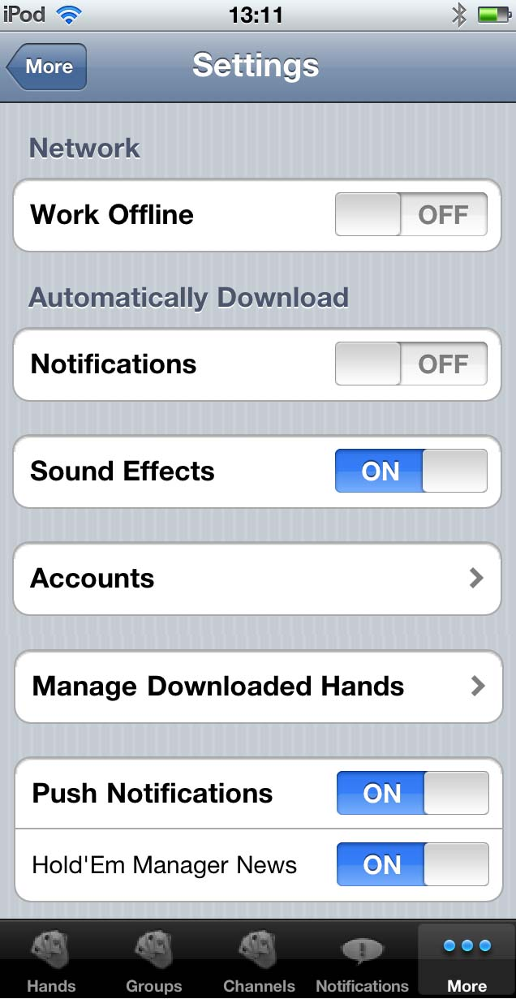 iPod 13:11
More Settings
Network
Work Offline OFF
Automatically Download
Notifications OFF
Sound Effects ON
Accounts
Manage Downloaded Hands
Push Notifications ON
Hold'Em Manager News ON
Hands Groups Channels Notifications More